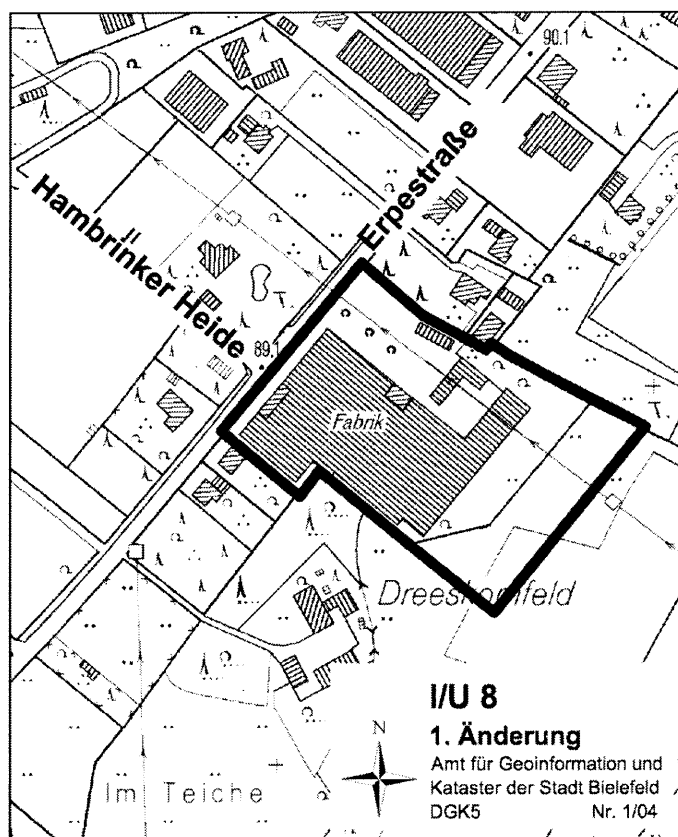 90.1
Erpestraße
Hambrinker Heide
89.1
Fabrik
Dreeskornfeld
I/U 8
1. Änderung
N
Amt für Geoinformation und
Kataster der Stadt Bielefeld
Im Teiche
DGK5 Nr. 1/04